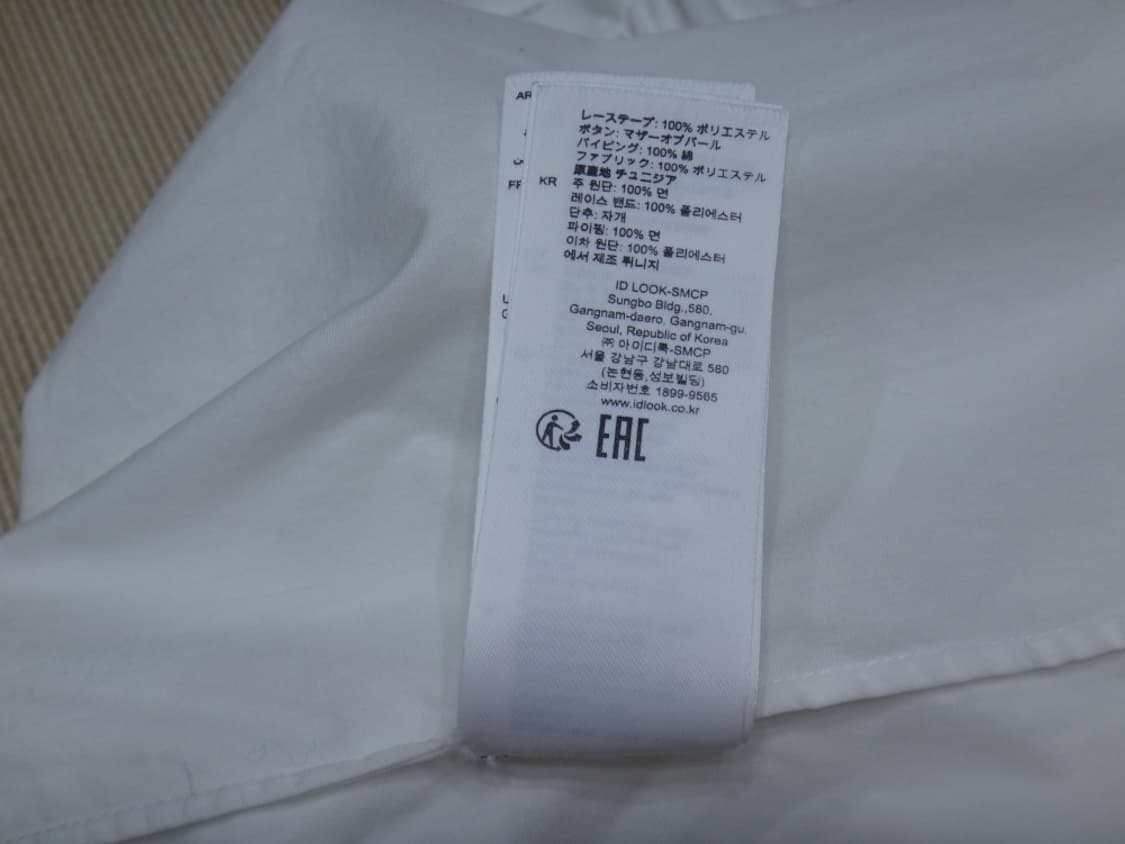 レーステープ: 100% ポリエステル
ボタン: マザーオブパール
パイピング: 100% 綿
ファブリック: 100% ポリエステル
原産地 チュニジア
KR 주 원단: 100% 면
레이스 밴드: 100% 폴리에스터
단추: 자개
파이핑: 100% 면
이차 원단: 100% 폴리에스터
에서 제조 튀니지
ID LOOK-SMCP
Sungbo Bldg.,580,
Gangnam-daero, Gangnam-gu,
Seoul, Republic of Korea
㈜ 아이디룩-SMCP
서울 강남구 강남대로 580
(논현동,성보빌딩)
소비자번호 1899-9565
www.idlook.co.kr
EAC
AR
FR